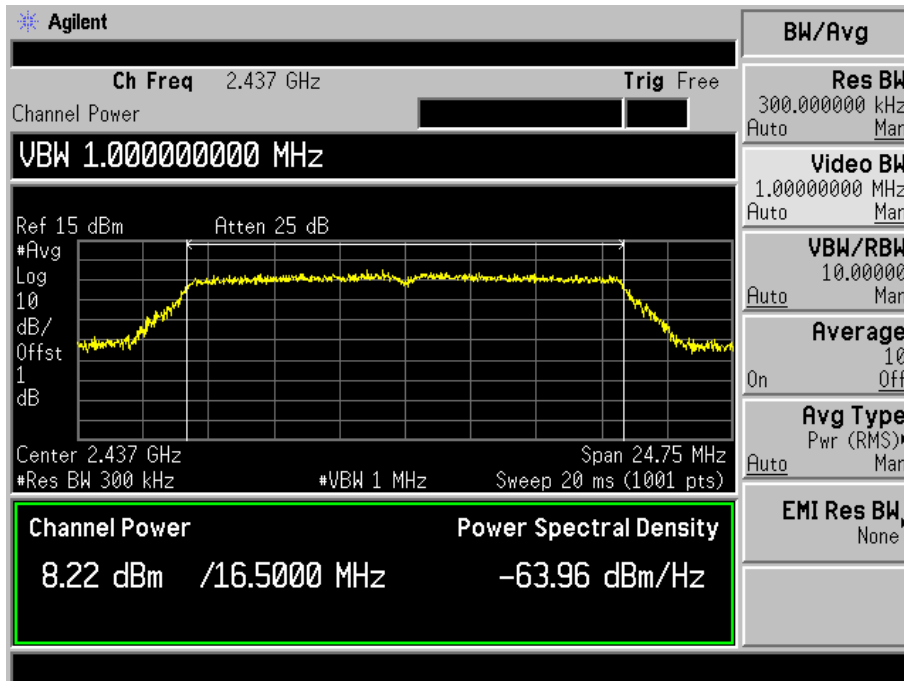 Agilent
Ch Freq 2.437 GHz Trig Free
Channel Power
VBW 1.000000000 MHz
Ref 15 dBm Atten 25 dB
#Avg
Log
10
dB/
Offst
1
dB
Center 2.437 GHz Span 24.75 MHz
#Res BW 300 kHz #VBW 1 MHz Sweep 20 ms (1001 pts)
Channel Power Power Spectral Density
8.22 dBm /16.5000 MHz -63.96 dBm/Hz
BW/Avg
Res BW
300.000000 kHz
Auto Man
Video BW
1.00000000 MHz
Auto Man
VBW/RBW
10.00000
Auto Man
Average
10
On Off
Avg Type
Pwr (RMS)
Auto Man
EMI Res BW
None